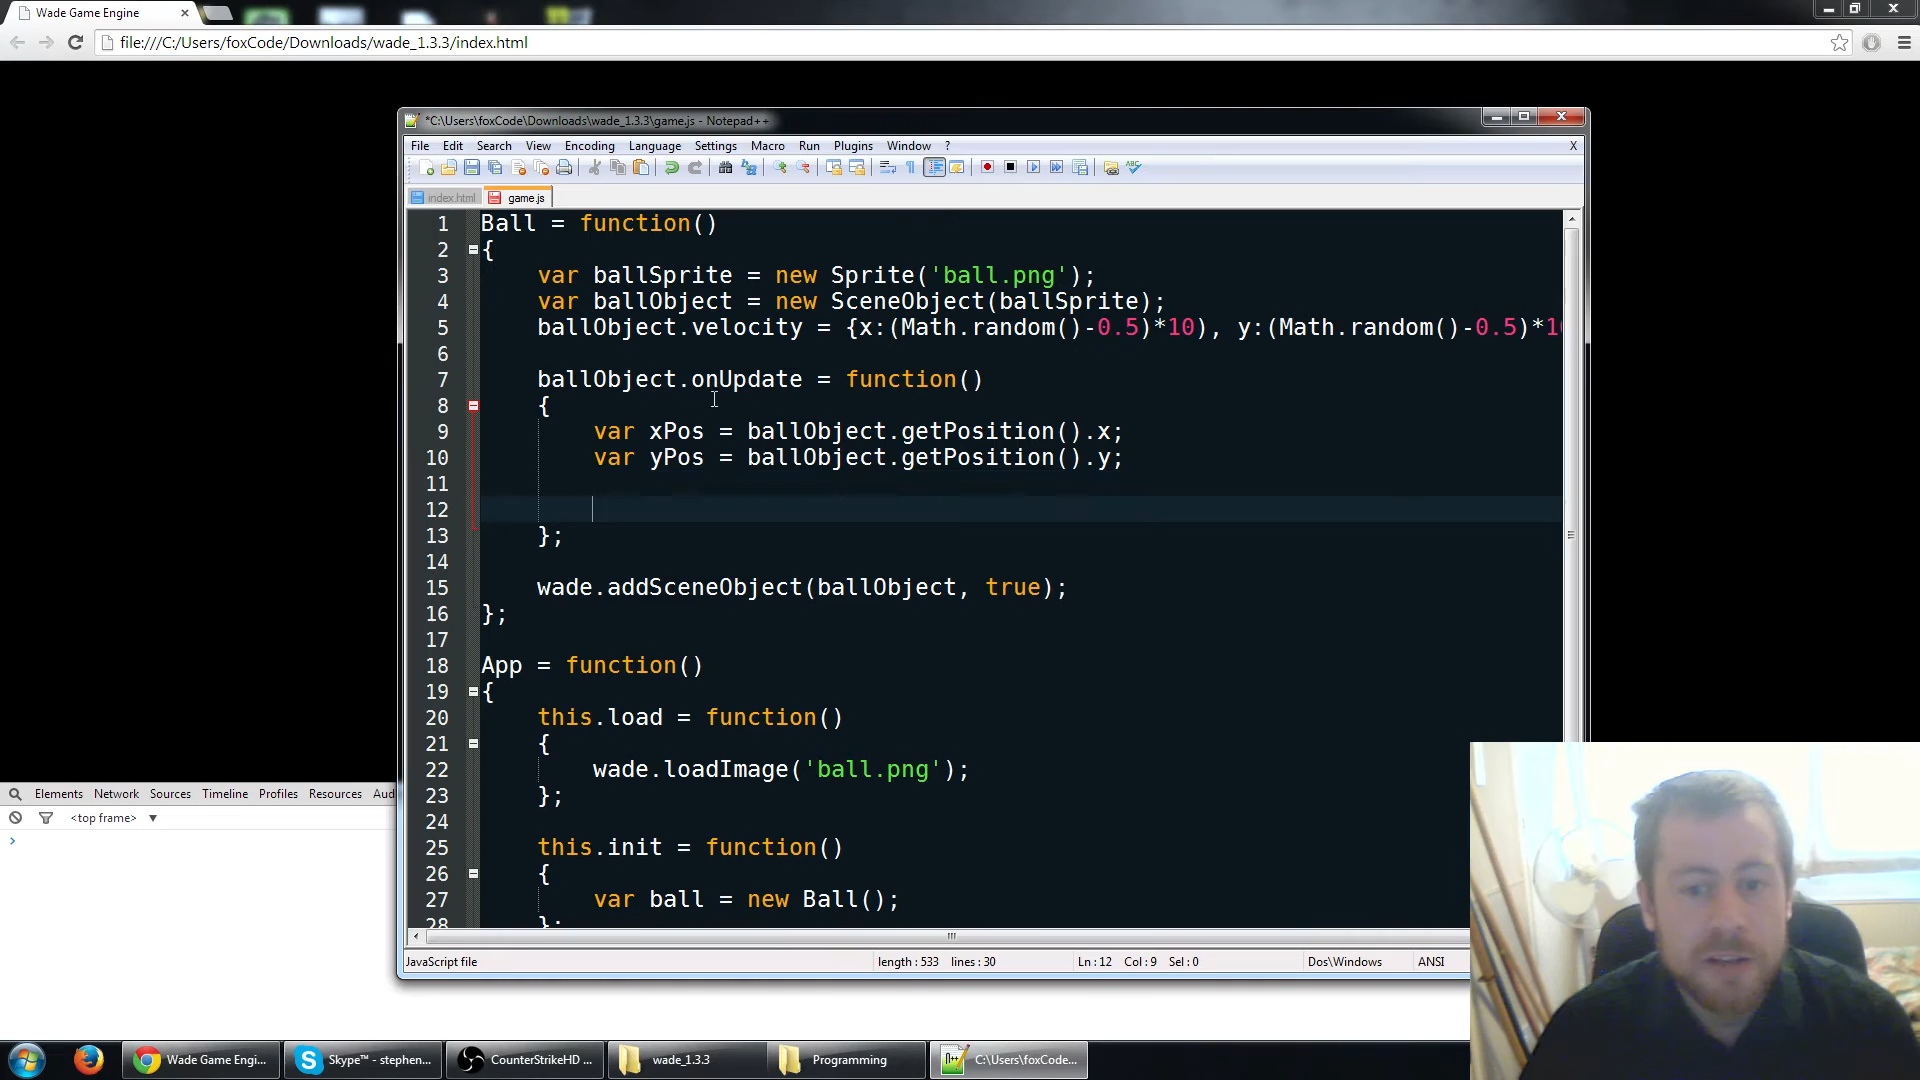 Wade Game Engine
file:///C:/Users/foxCode/Downloads/wade_1.3.3/index.html
*C:\Users\foxCode\Downloads\wade_1.3.3\game.js - Notepad++
File Edit Search View Encoding Language Settings Macro Run Plugins Window ? X
index.html game.js
1 Ball = function()
2 {
3 var ballSprite = new Sprite('ball.png');
4 var ballObject = new SceneObject(ballSprite);
5 ballObject.velocity = {x:(Math.random()-0.5)*10), y:(Math.random()-0.5)*10
6
7 ballObject.onUpdate = function()
8 {
9 var xPos = ballObject.getPosition().x;
10 var yPos = ballObject.getPosition().y;
11
12
13 };
14
15 wade.addSceneObject(ballObject, true);
16 };
17
18 App = function()
19 {
20 this.load = function()
21 {
22 wade.loadImage('ball.png');
23 };
24
25 this.init = function()
26 {
27 var ball = new Ball();
28 };
Elements Network Sources Timeline Profiles Resources Aud
<top frame>
JavaScript file length : 533 lines : 30 Ln : 12 Col : 9 Sel : 0 Dos\Windows ANSI
Wade Game Engi... Skype™ - stephen... CounterStrikeHD ... wade_1.3.3 Programming C:\Users\foxCode...